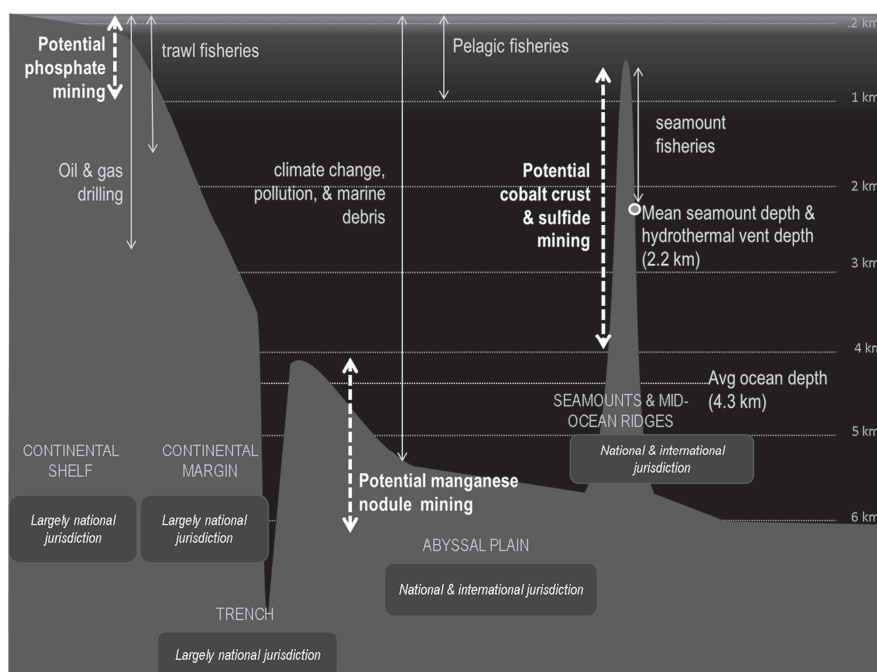 .2 km
Potential
phosphate
mining
trawl fisheries
Pelagic fisheries
1 km
seamount
fisheries
Oil & gas
drilling
climate change,
pollution, & marine
debris
Potential
cobalt crust
& sulfide
mining
2 km
Mean seamount depth &
hydrothermal vent depth
(2.2 km)
3 km
4 km
Avg ocean depth
(4.3 km)
SEAMOUNTS & MID-
OCEAN RIDGES
5 km
National & international
jurisdiction
CONTINENTAL
SHELF
CONTINENTAL
MARGIN
Potential manganese
nodule mining
Largely national
jurisdiction
Largely national
jurisdiction
6 km
ABYSSAL PLAIN
National & international jurisdiction
TRENCH
Largely national jurisdiction